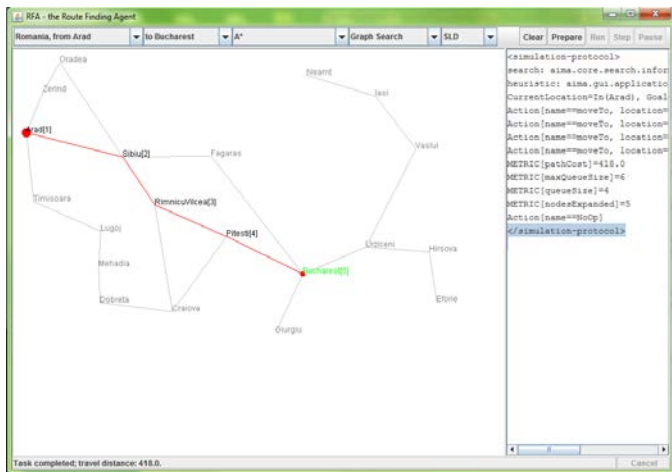 RFA - the Route Finding Agent
Romania, from Arad to Bucharest A* Graph Search SLD Clear Prepare Run Step Pause
Oradea
Zerind
Arad[1]
Sibiu[2]
Fagaras
Timisoara
RimnicuVilcea[3]
Lugoj
Pitesti[4]
Mehadia
Dobreta
Craiova
Bucharest[5]
Giurgiu
Neamt
Iasi
Vaslui
Urziceni
Hirsova
Eforie
<simulation-protocol>
search: aima.core.search.infor
heuristic: aima.gui.applicatio
CurrentLocation=In(Arad), Goal
Action[name==moveTo, location=
Action[name==moveTo, location=
Action[name==moveTo, location=
Action[name==moveTo, location=
METRIC[pathCost]=418.0
METRIC[maxQueueSize]=6
METRIC[queueSize]=4
METRIC[nodesExpanded]=5
Action[name==NoOp]
</simulation-protocol>
Task completed; travel distance: 418.0. Cancel